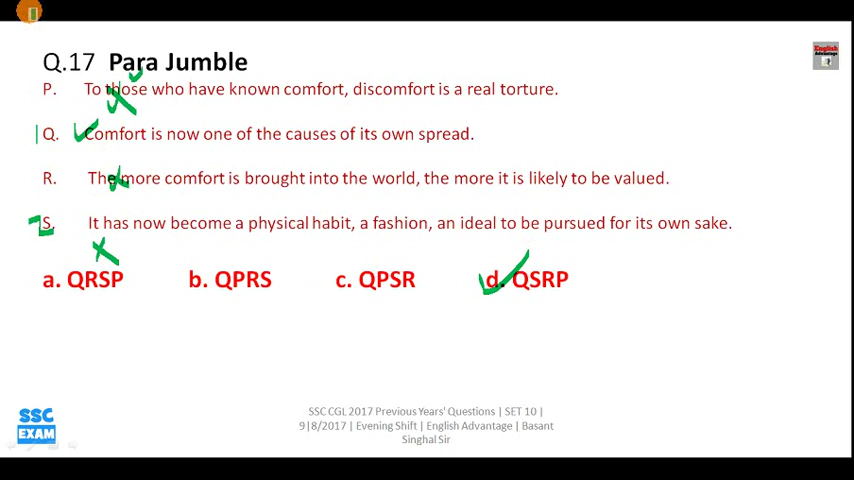 Q.17 Para Jumble
English
Advantage
P. To those who have known comfort, discomfort is a real torture.
Q. Comfort is now one of the causes of its own spread.
R. The more comfort is brought into the world, the more it is likely to be valued.
S. It has now become a physical habit, a fashion, an ideal to be pursued for its own sake.
a. QRSP b. QPRS c. QPSR d. QSRP
SSC
EXAM
SSC CGL 2017 Previous Years' Questions | SET 10 |
9|8/2017 | Evening Shift | English Advantage | Basant
Singhal Sir